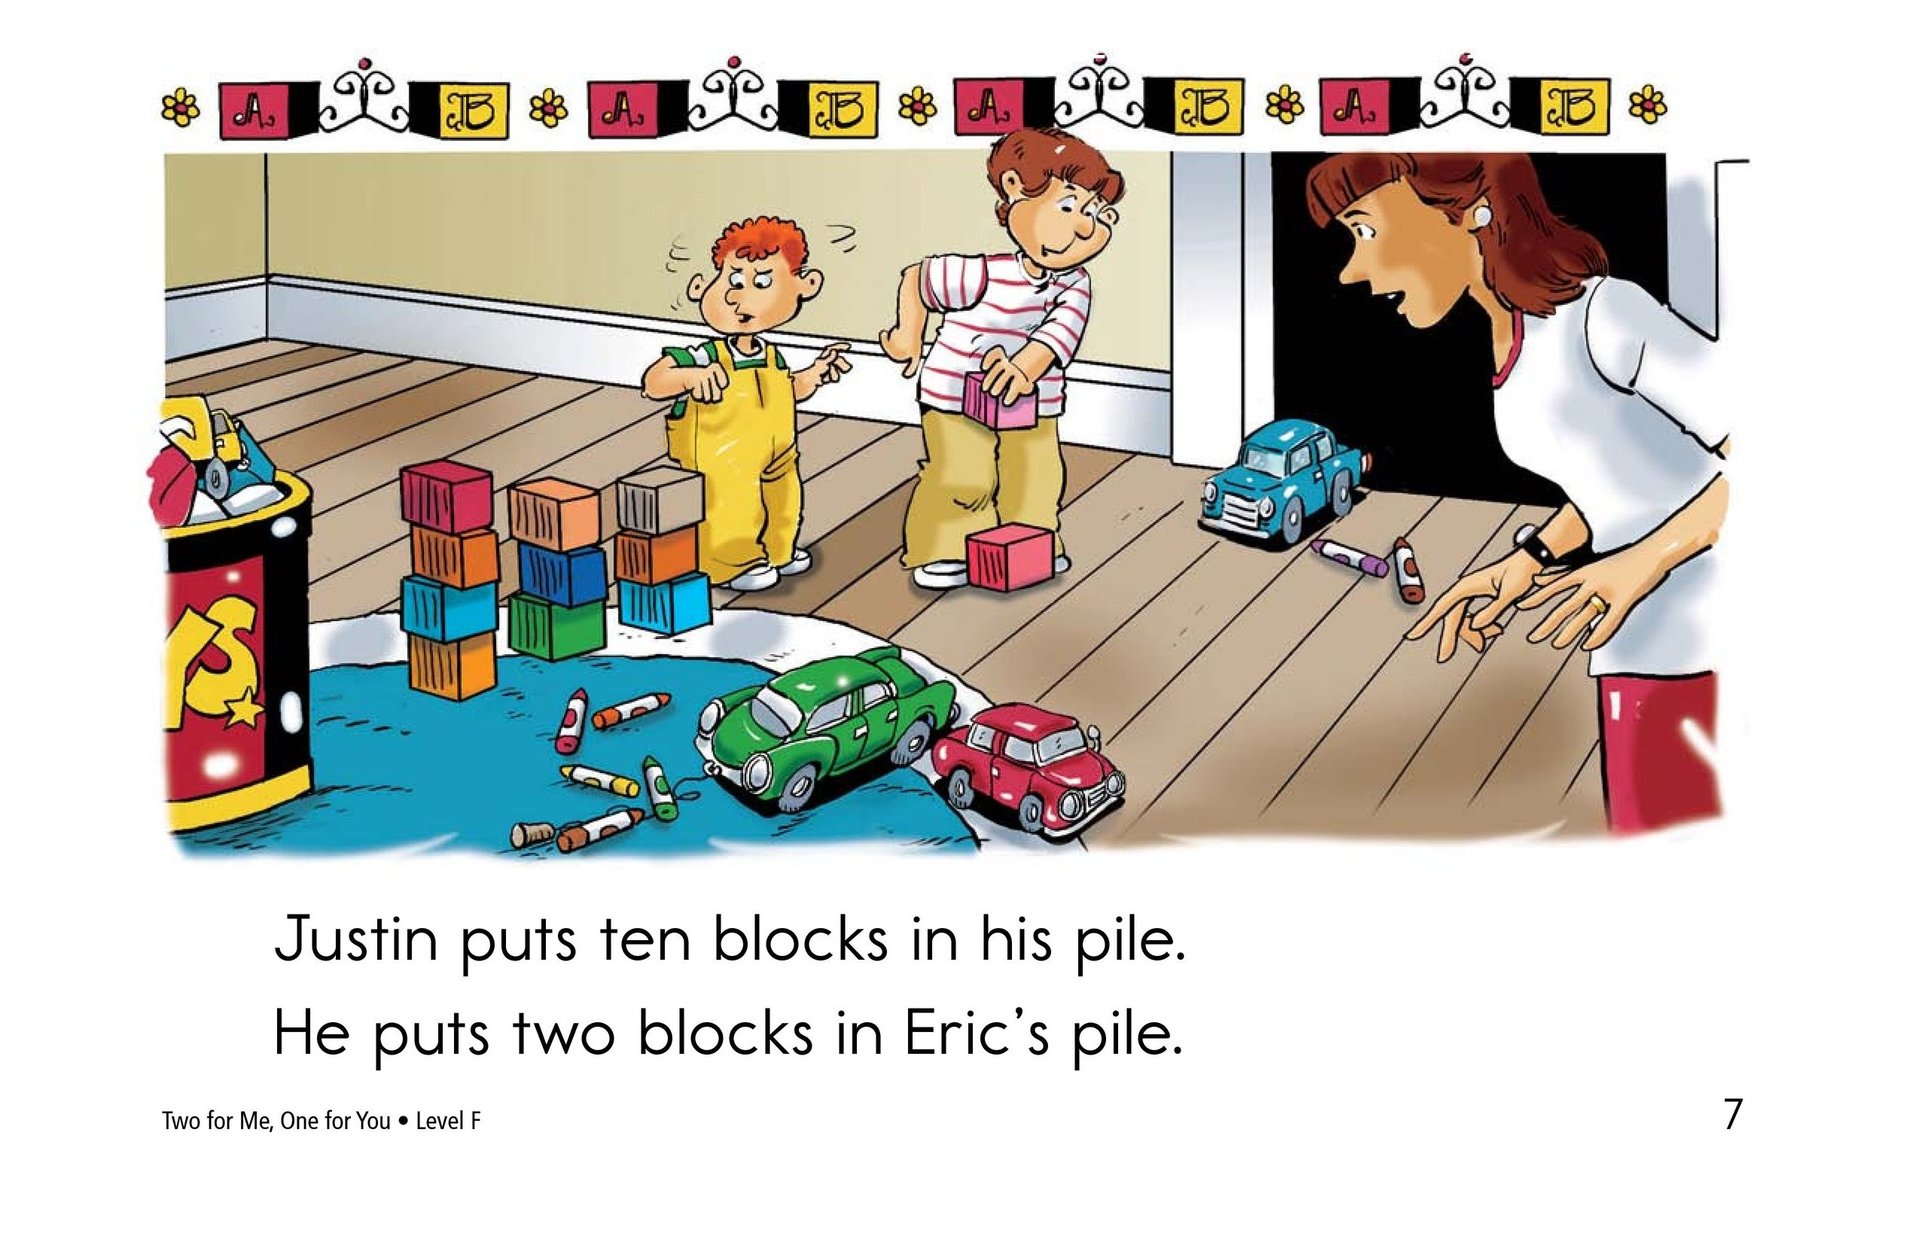 A B A B A B A B
YS
Justin puts ten blocks in his pile.
He puts two blocks in Eric’s pile.
Two for Me, One for You • Level F
7